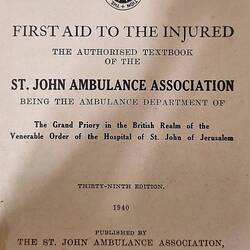 FIRST AID TO THE INJURED
THE AUTHORISED TEXTBOOK
OF THE
ST. JOHN AMBULANCE ASSOCIATION
BEING THE AMBULANCE DEPARTMENT OF
The Grand Priory in the British Realm of the
Venerable Order of the Hospital of St. John of Jerusalem
THIRTY-NINTH EDITION.
1940
PUBLISHED BY
THE ST. JOHN AMBULANCE ASSOCIATION,